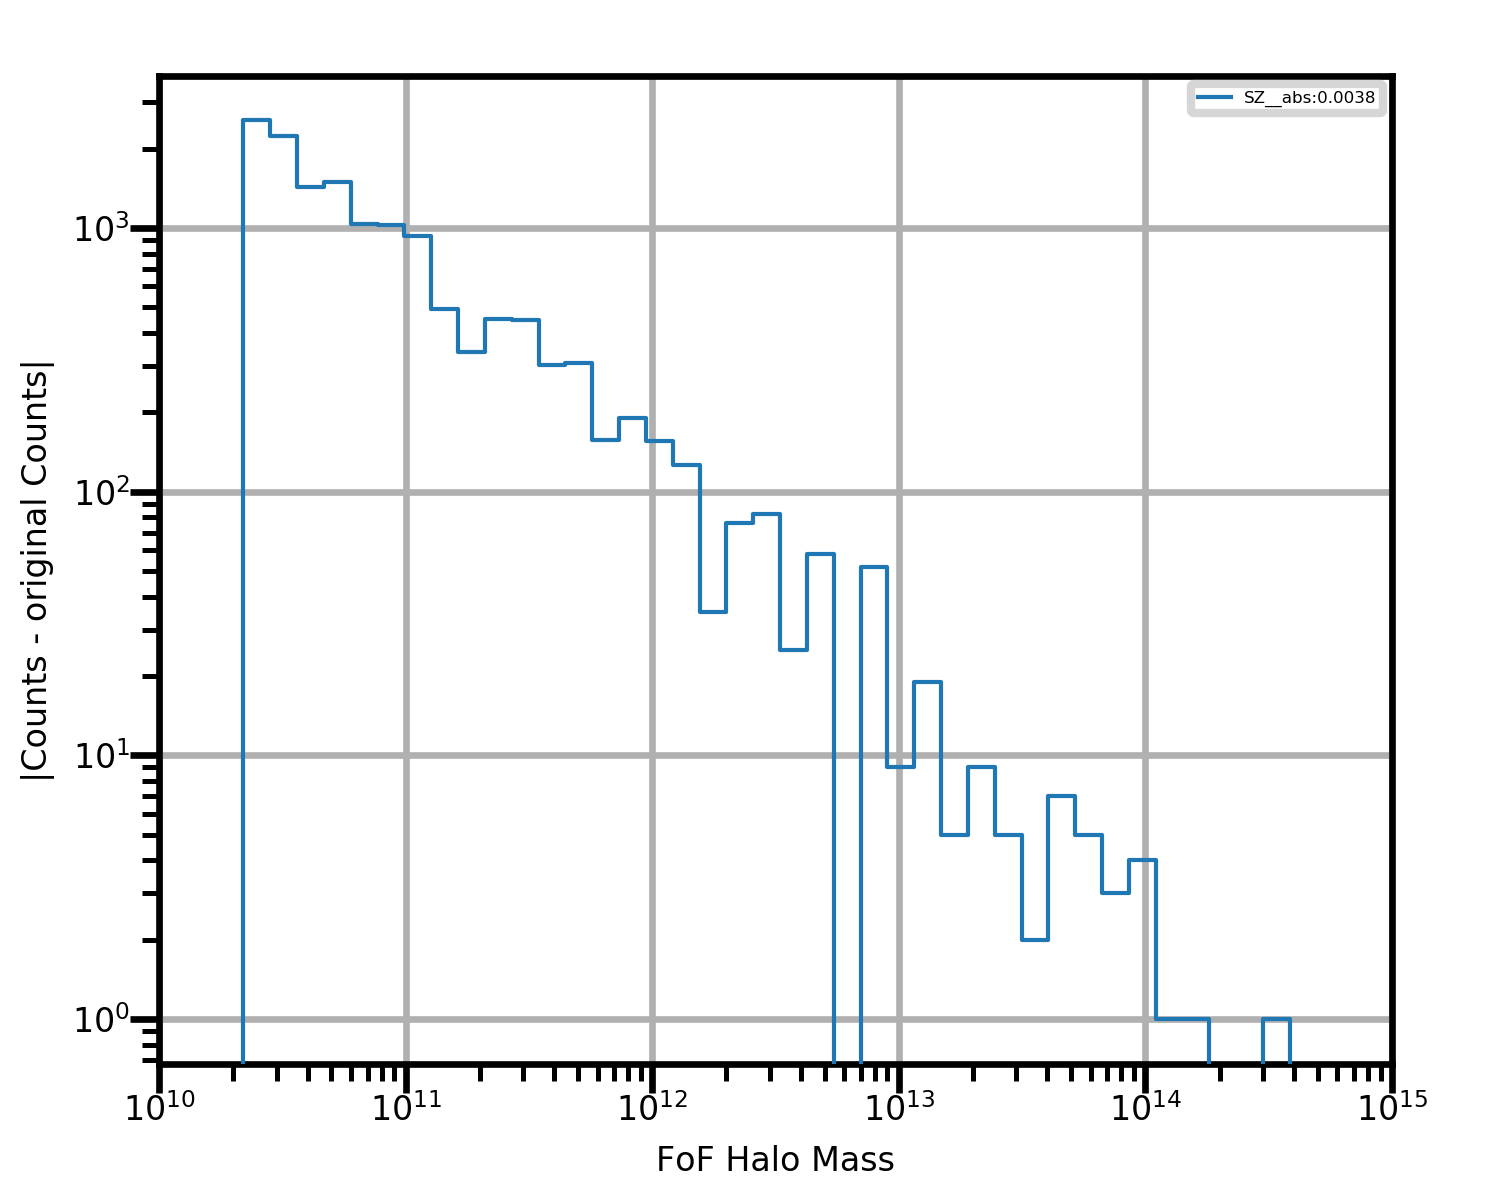 SZ__abs:0.0038
|Counts - original Counts|
10³
10²
10¹
10⁰
10¹⁰ 10¹¹ 10¹² 10¹³ 10¹⁴ 10¹⁵
FoF Halo Mass